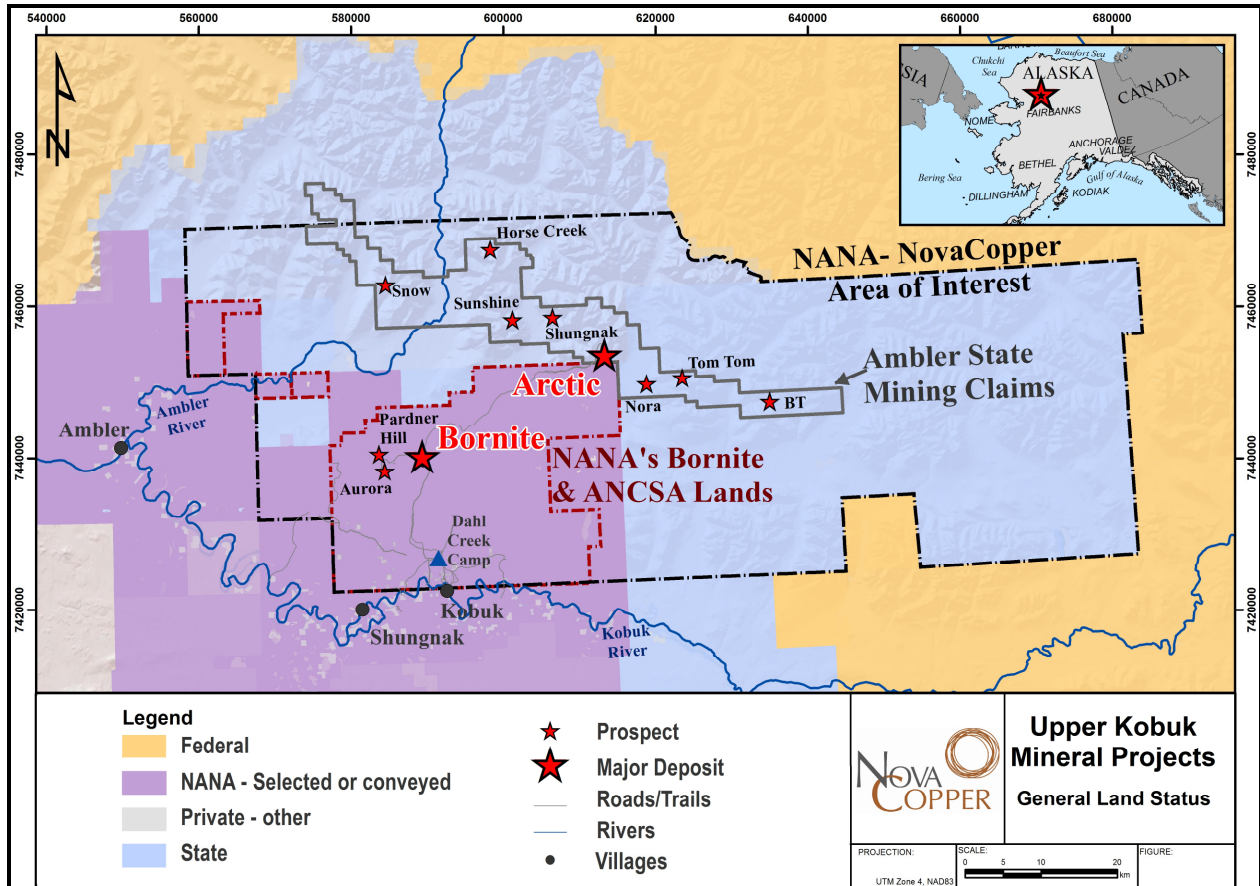 540000
560000
580000
600000
620000
640000
660000
680000
7480000
7460000
7440000
7420000
7480000
7460000
7440000
7420000
N
Beaufort Sea
Chukchi
Sea
ALASKA
CANADA
FAIRBANKS
NOME
ANCHORAGE
VALDEZ
BETHEL
Bering Sea
Gulf of Alaska
DILLINGHAM
KODIAK
Horse Creek
NANA- NovaCopper
Area of Interest
Snow
Sunshine
Shungnak
Arctic
Tom Tom
Nora
BT
Ambler State
Mining Claims
Ambler
River
Ambler
Pardner
Hill
Bornite
Aurora
NANA's Bornite
& ANCSA Lands
Dahl
Creek
Camp
Kobuk
Shungnak
Kobuk
River
Legend
Federal
NANA - Selected or conveyed
Private - other
State
Prospect
Major Deposit
Roads/Trails
Rivers
Villages
NOVA
COPPER
Upper Kobuk
Mineral Projects
General Land Status
PROJECTION:
UTM Zone 4, NAD83
SCALE:
0 5 10 20
km
FIGURE: